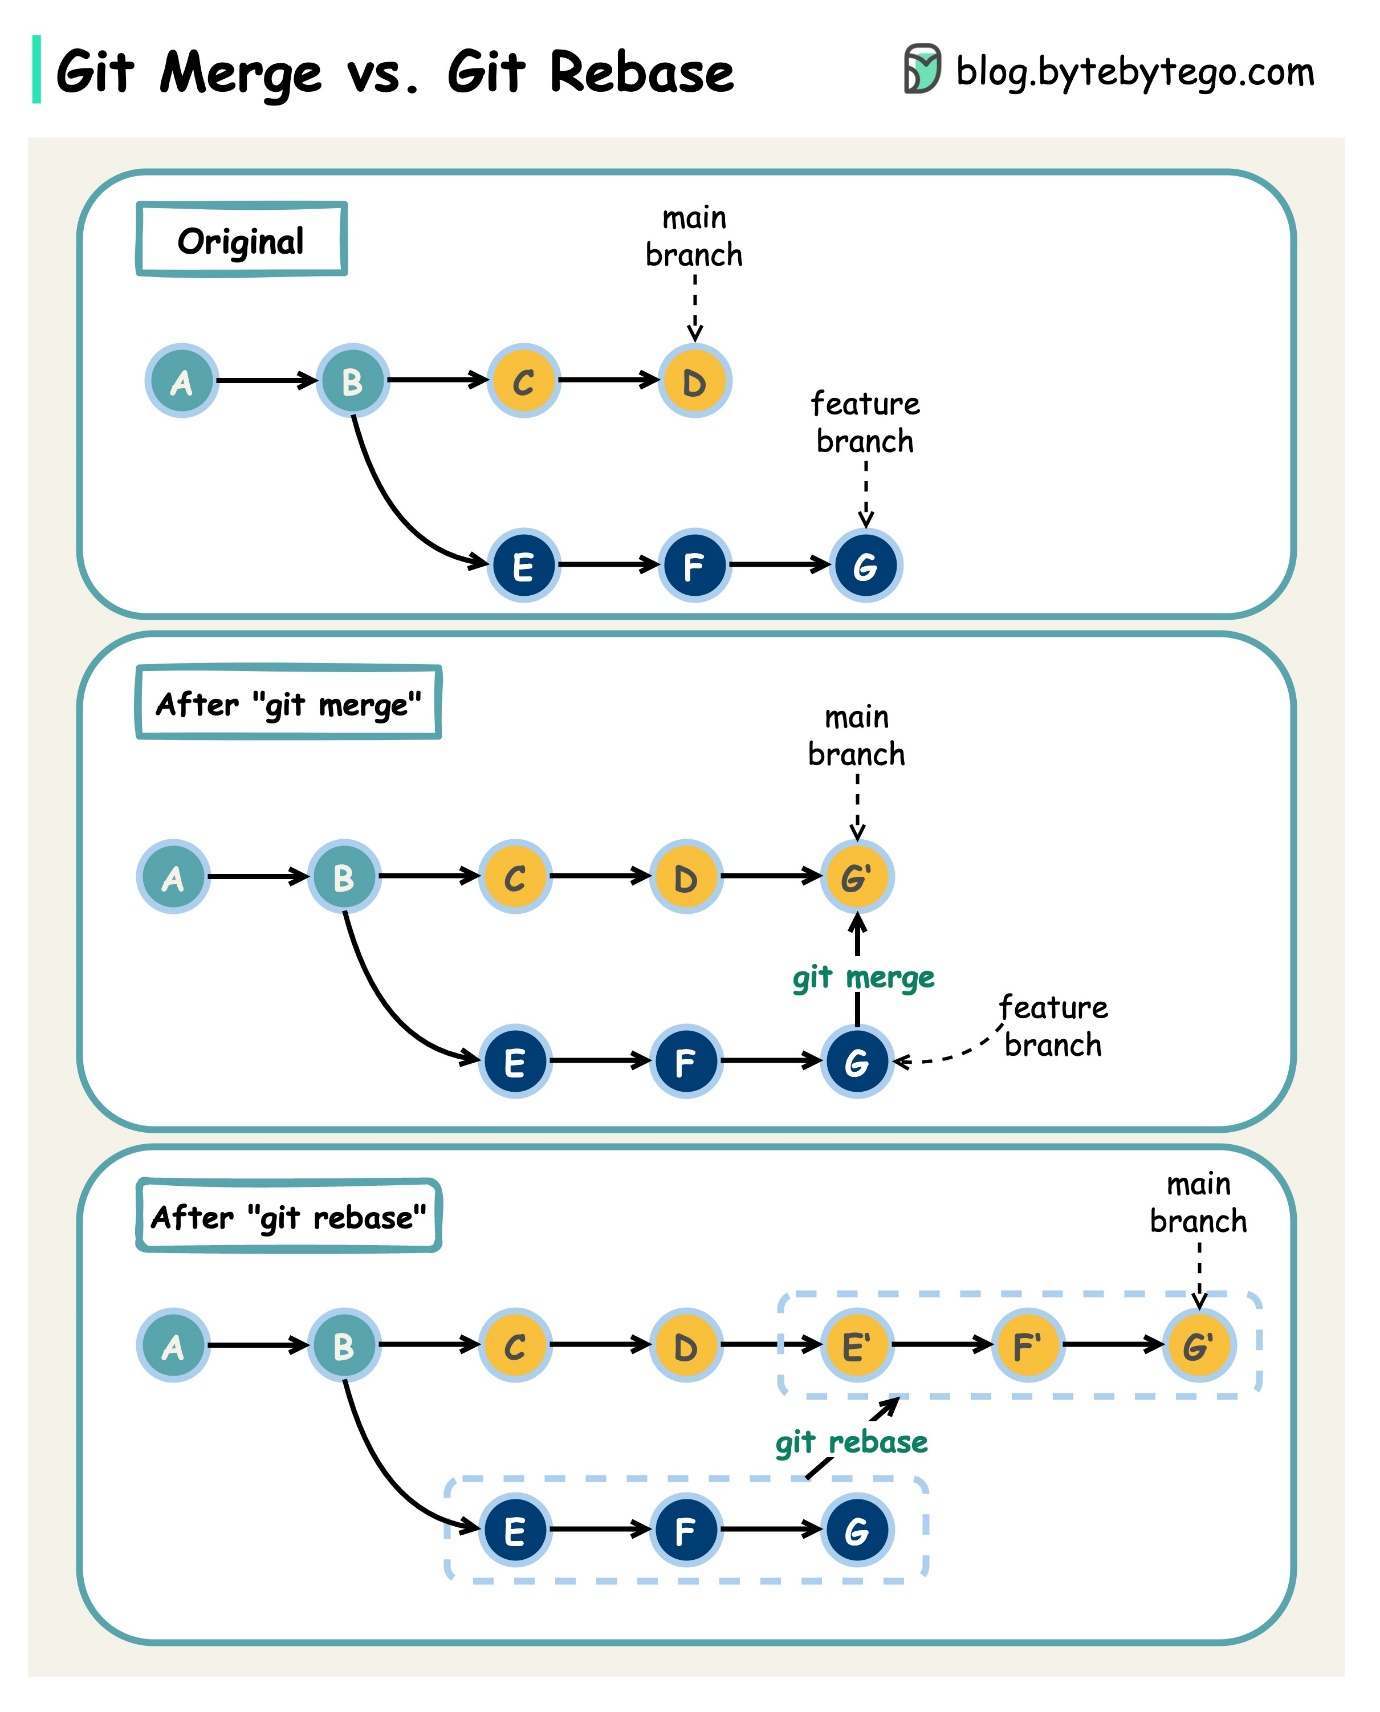 Git Merge vs. Git Rebase
blog.bytebytego.com
Original
main
branch
A
B
C
D
feature
branch
E
F
G
After "git merge"
main
branch
A
B
C
D
G'
git merge
feature
branch
E
F
G
After "git rebase"
main
branch
A
B
C
D
E'
F'
G'
git rebase
E
F
G